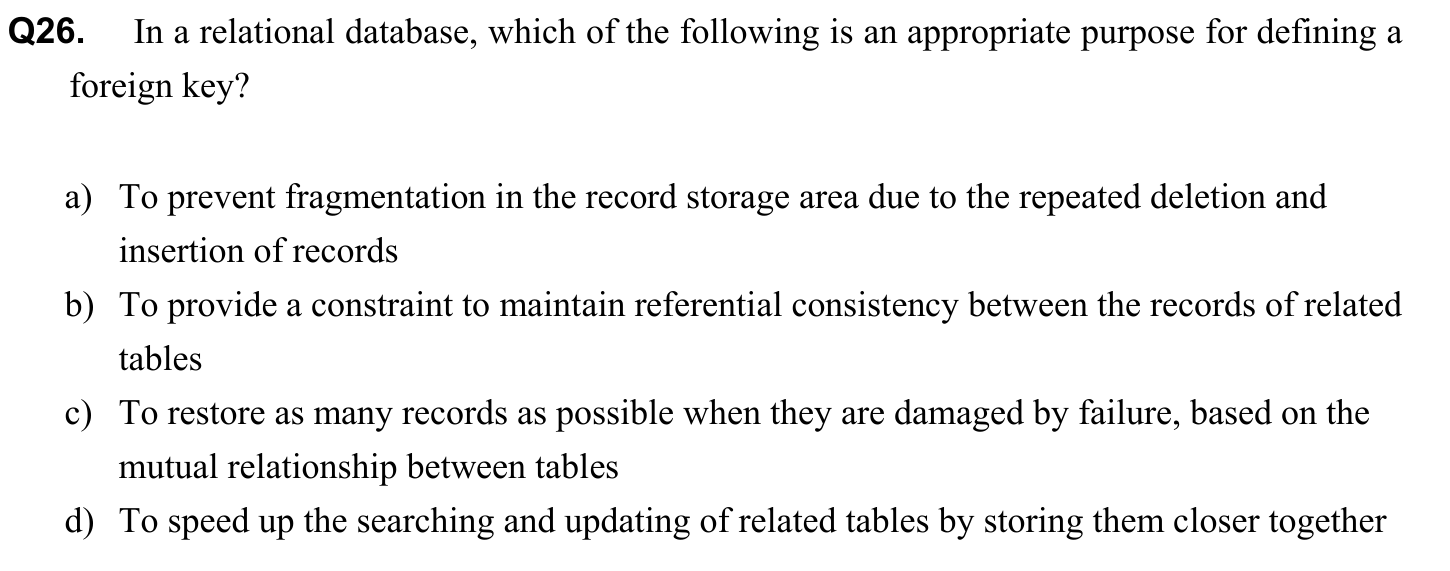 Q26. In a relational database, which of the following is an appropriate purpose for defining a
foreign key?
a) To prevent fragmentation in the record storage area due to the repeated deletion and
insertion of records
b) To provide a constraint to maintain referential consistency between the records of related
tables
c) To restore as many records as possible when they are damaged by failure, based on the
mutual relationship between tables
d) To speed up the searching and updating of related tables by storing them closer together